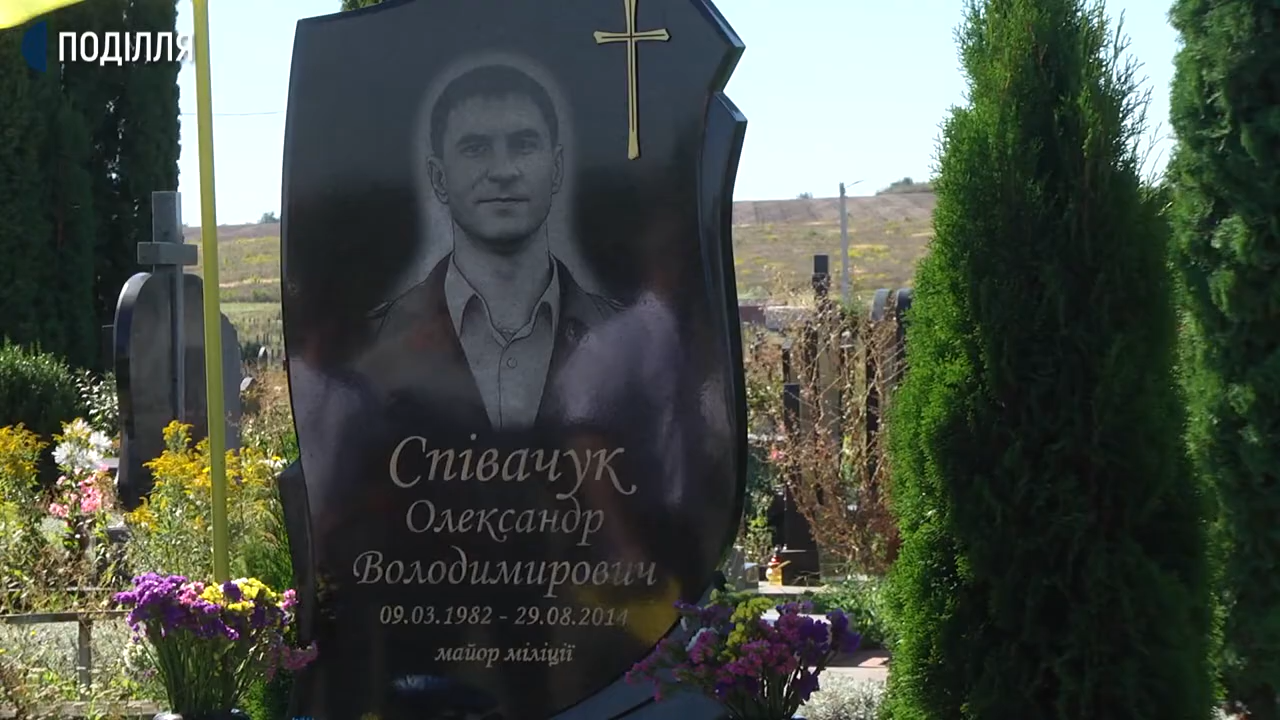 ПОДІЛЛЯ
Співачук
Олександр
Володимирович
09.03.1982 - 29.08.2014
майор міліції